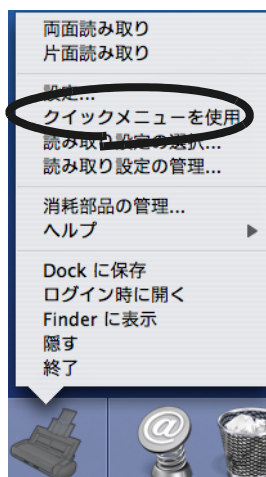 両面読み取り
片面読み取り
設定...
クイックメニューを使用
読み取り設定の選択...
読み取り設定の管理...
消耗部品の管理...
ヘルプ
Dock に保存
ログイン時に開く
Finder に表示
隠す
終了
@